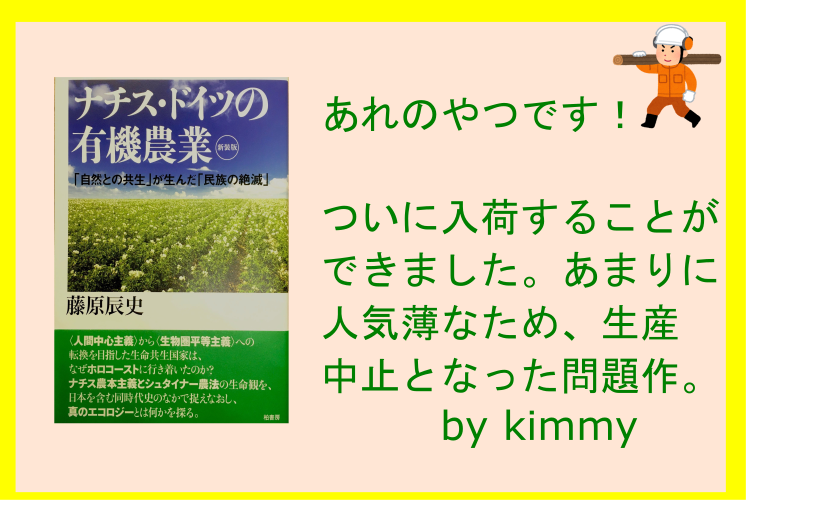 ナチス・ドイツの
有機農業 新装版
「自然との共生」が生んだ「民族の絶滅」
藤原辰史
〈人間中心主義〉から〈生物圏平等主義〉への
転換を目指した生命共生国家は、
なぜホロコーストに行き着いたのか?
ナチス農本主義とシュタイナー農法の生命観を、
日本を含む同時代史のなかで捉えなおし、
真のエコロジーとは何かを探る。
柏書房
あれのやつです！
ついに入荷することが
できました。あまりに
人気薄なため、生産
中止となった問題作。
by kimmy